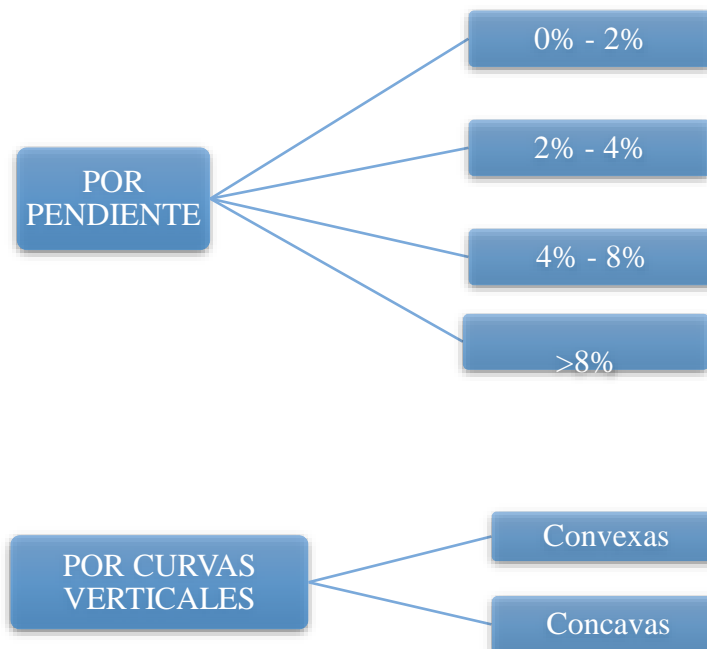 POR
PENDIENTE
0% - 2%
2% - 4%
4% - 8%
>8%
POR CURVAS
VERTICALES
Convexas
Concavas